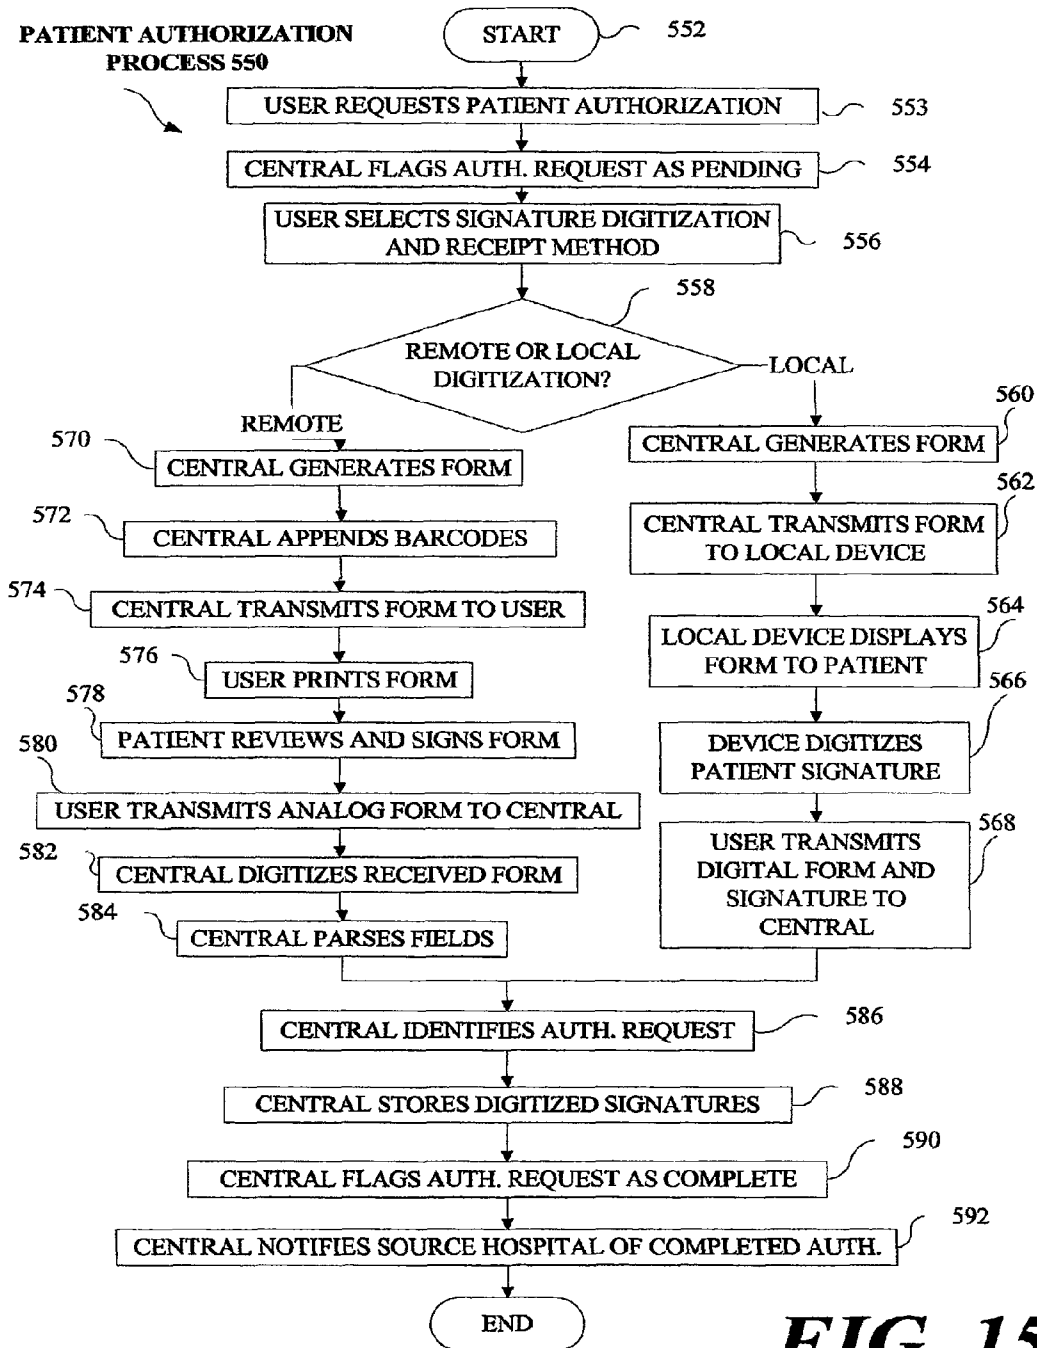 PATIENT AUTHORIZATION
PROCESS 550
START
552
USER REQUESTS PATIENT AUTHORIZATION
553
CENTRAL FLAGS AUTH. REQUEST AS PENDING
554
USER SELECTS SIGNATURE DIGITIZATION
AND RECEIPT METHOD
556
558
REMOTE OR LOCAL
DIGITIZATION?
LOCAL
REMOTE
570
CENTRAL GENERATES FORM
572
CENTRAL APPENDS BARCODES
574
CENTRAL TRANSMITS FORM TO USER
576
USER PRINTS FORM
578
PATIENT REVIEWS AND SIGNS FORM
580
USER TRANSMITS ANALOG FORM TO CENTRAL
582
CENTRAL DIGITIZES RECEIVED FORM
584
CENTRAL PARSES FIELDS
560
CENTRAL GENERATES FORM
562
CENTRAL TRANSMITS FORM
TO LOCAL DEVICE
564
LOCAL DEVICE DISPLAYS
FORM TO PATIENT
566
DEVICE DIGITIZES
PATIENT SIGNATURE
568
USER TRANSMITS
DIGITAL FORM AND
SIGNATURE TO
CENTRAL
CENTRAL IDENTIFIES AUTH. REQUEST
586
CENTRAL STORES DIGITIZED SIGNATURES
588
CENTRAL FLAGS AUTH. REQUEST AS COMPLETE
590
CENTRAL NOTIFIES SOURCE HOSPITAL OF COMPLETED AUTH.
592
END
FIG. 15